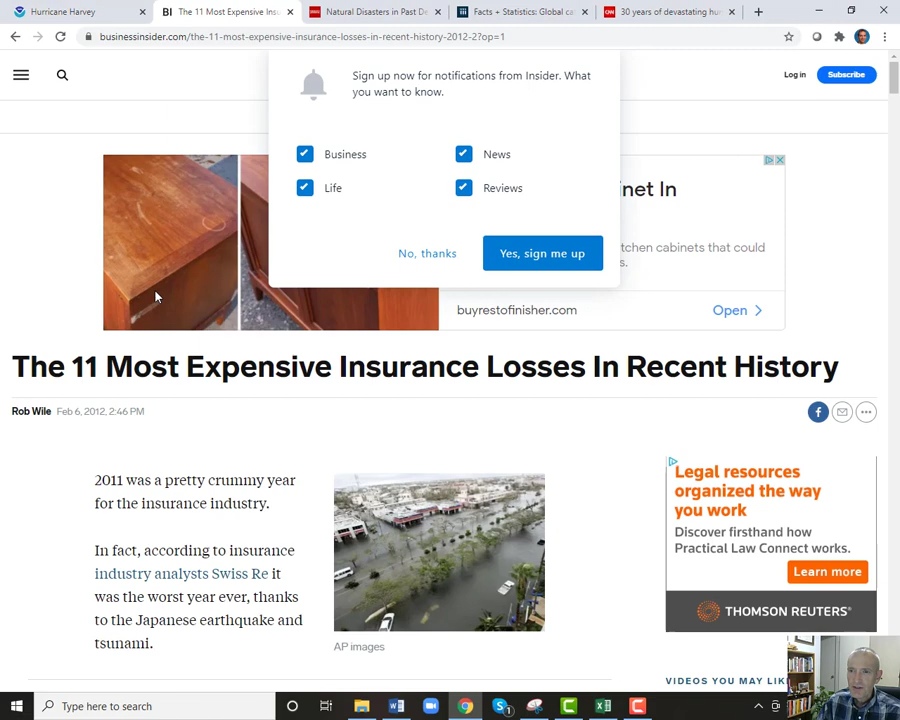 Hurricane Harvey
BI The 11 Most Expensive Ins
Natural Disasters in Past De
Facts + Statistics: Global ca
30 years of devastating hur
businessinsider.com/the-11-most-expensive-insurance-losses-in-recent-history-2012-2?op=1
Log in
Subscribe
Sign up now for notifications from Insider. What
you want to know.
Business
News
Life
Reviews
No, thanks
Yes, sign me up
net In
tchen cabinets that could
s.
buyrestofinisher.com
Open
The 11 Most Expensive Insurance Losses In Recent History
Rob Wile Feb 6, 2012, 2:46 PM
f
2011 was a pretty crummy year
for the insurance industry.
In fact, according to insurance
industry analysts Swiss Re it
was the worst year ever, thanks
to the Japanese earthquake and
tsunami.
AP images
Legal resources
organized the way
you work
Discover firsthand how
Practical Law Connect works.
Learn more
THOMSON REUTERS®
VIDEOS YOU MAY LIK
Type here to search